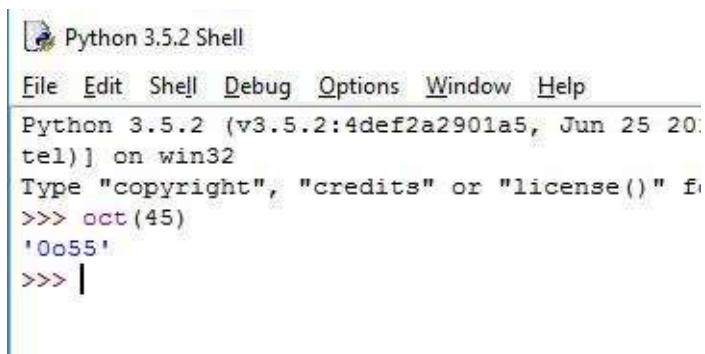 Python 3.5.2 Shell
File Edit Shell Debug Options Window Help
Python 3.5.2 (v3.5.2:4def2a2901a5, Jun 25
tel)] on win32
Type "copyright", "credits" or "license()"
>>> oct(45)
'0o55'
>>>